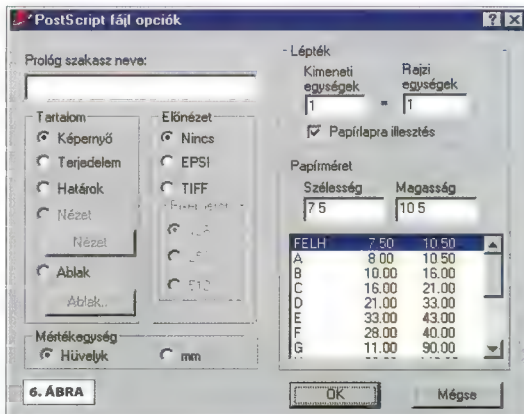 PostScript fájl opciók
Prológ szakasz neve:
Tartalom
Képernyő
Terjedelem
Határok
Nézet
Nézet
Ablak
Ablak..
Előnézet
Nincs
EPSI
TIFF
Mértékegység
Hüvelyk
mm
Lépték
Kimeneti egységek
Rajzi egységek
1 = 1
Papírlapra illesztés
Papírméret
Szélesség
Magasság
7.5
10.5
FELH 7.50 10.50
A 8.00 10.50
B 10.00 16.00
C 16.00 21.00
D 21.00 33.00
E 33.00 43.00
F 28.00 40.00
G 11.00 90.00
6. ÁBRA
OK
Mégse